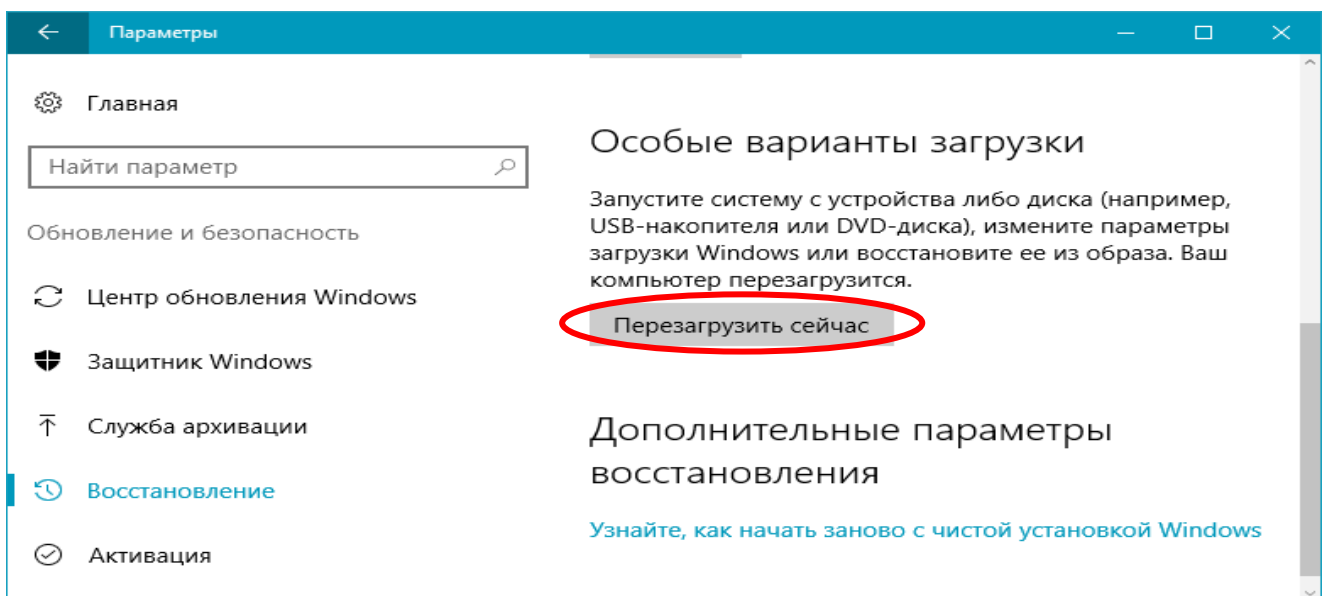 Параметры
Главная
Найти параметр
Обновление и безопасность
Центр обновления Windows
Защитник Windows
Служба архивации
Восстановление
Активация
Особые варианты загрузки
Запустите систему с устройства либо диска (например,
USB-накопителя или DVD-диска), измените параметры
загрузки Windows или восстановите ее из образа. Ваш
компьютер перезагрузится.
Перезагрузить сейчас
Дополнительные параметры
восстановления
Узнайте, как начать заново с чистой установкой Windows